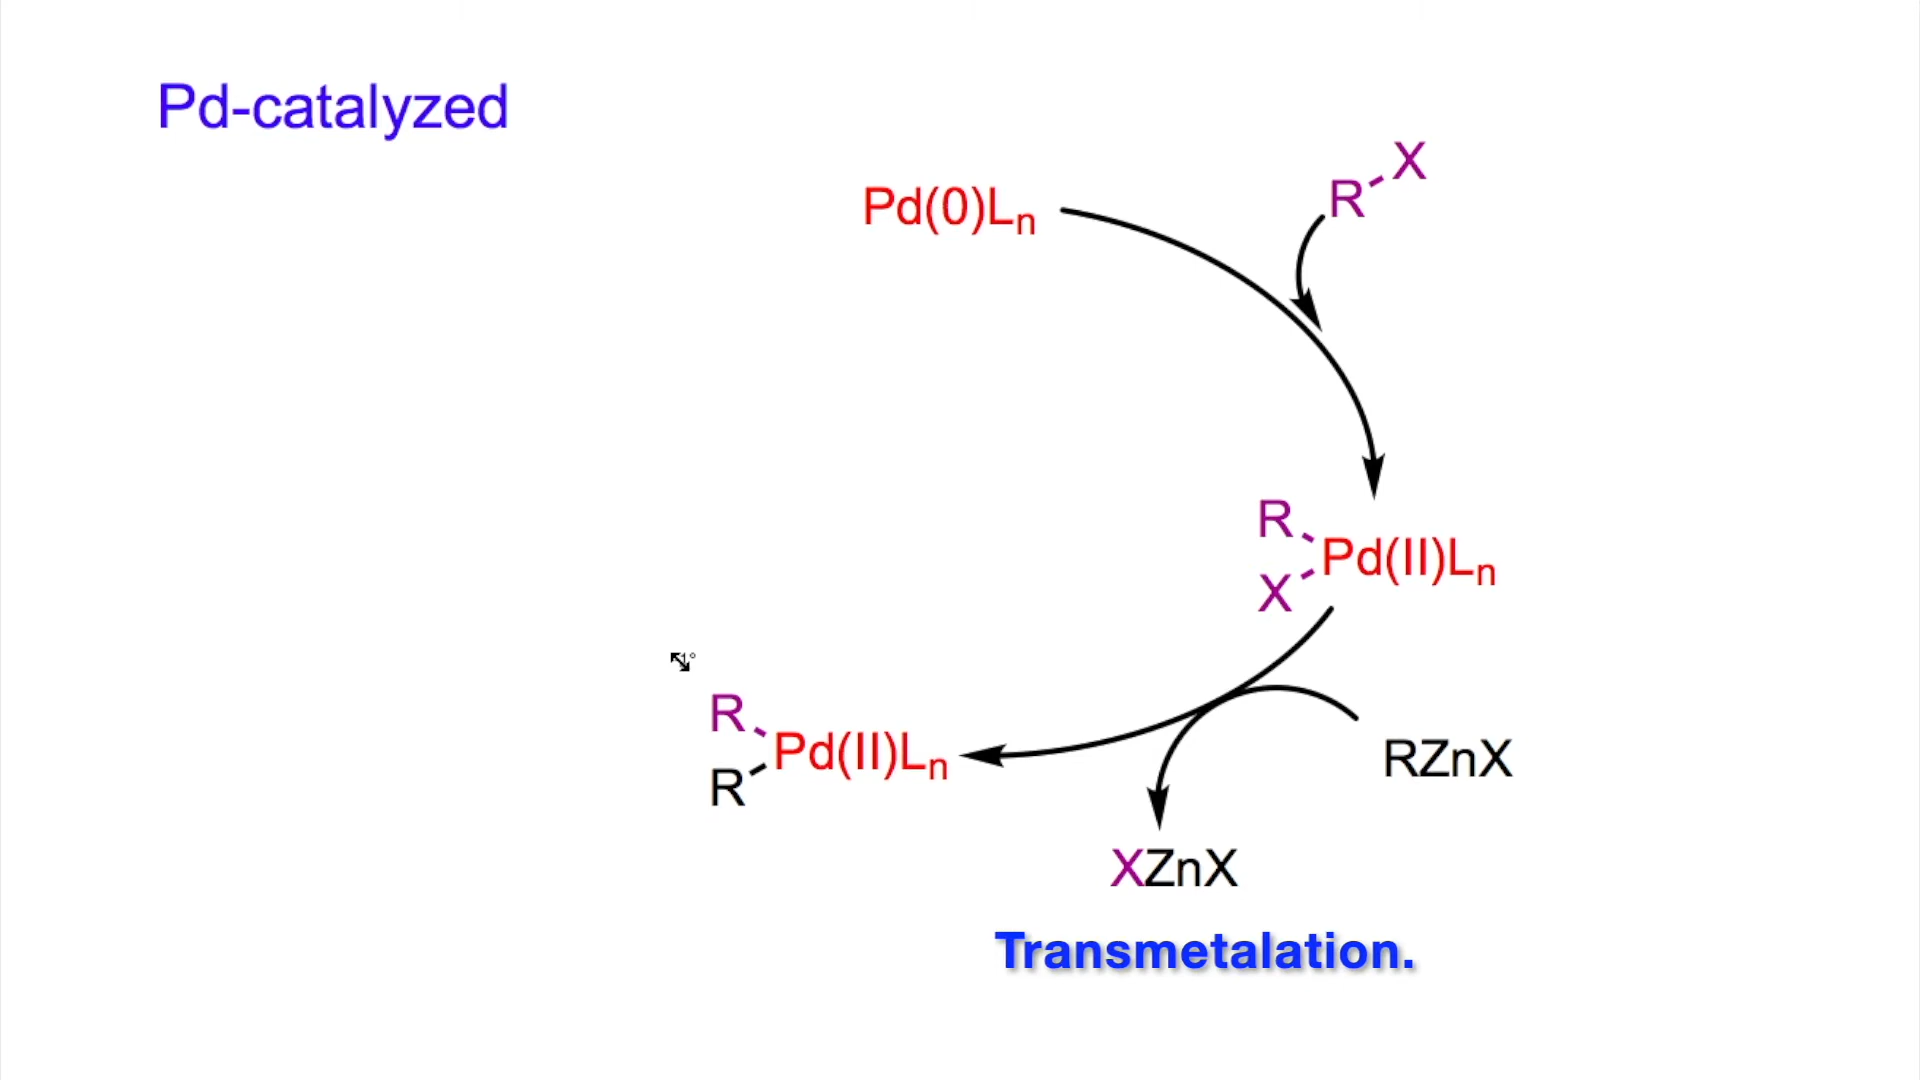 Pd-catalyzed
R-X
Pd(0)Ln
R
X
Pd(II)Ln
R
R
Pd(II)Ln
RZnX
XZnX
Transmetalation.